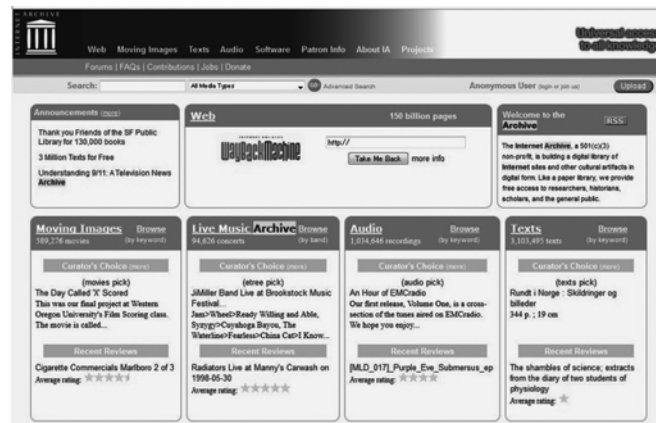 INTERNET ARCHIVE
Universal access
to all knowledge
Web Moving Images Texts Audio Software Patron Info About IA Projects
Forums | FAQs | Contributions | Jobs | Donate
Search: All Media Types GO Advanced Search Anonymous User (login or join us) Upload
Announcements (more)
Thank you Friends of the SF Public
Library for 130,000 books
3 Million Texts for Free
Understanding 9/11: A Television News
Archive
Web 150 billion pages
INTERNET ARCHIVE
WayBackMachine
http://
Take Me Back more info
Welcome to the
Archive RSS
The Internet Archive, a 501(c)(3)
non-profit, is building a digital library of
Internet sites and other cultural artifacts in
digital form. Like a paper library, we provide
free access to researchers, historians,
scholars, and the general public.
Moving Images Browse
589,276 movies (by keyword)
Curator's Choice (more)
(movies pick)
The Day Called 'X' Scored
This was our final project at Western
Oregon University's Film Scoring class.
The movie is called...
Recent Reviews
Cigarette Commercials Marlboro 2 of 3
Average rating:
Live Music Archive Browse
94,626 concerts (by band)
Curator's Choice (more)
(etree pick)
JiMiller Band Live at Brookstock Music
Festival...
Jam>Wheel>Ready Willing and Able,
Syzygy>Cuyahoga Bayou, The
Waterline>Fearless>China Cat>I Know...
Recent Reviews
Radiators Live at Manny's Carwash on
1998-05-30
Average rating:
Audio Browse
1,034,646 recordings (by keyword)
Curator's Choice (more)
(audio pick)
An Hour of EMCradio
Our first release, Volume One, is a cross-
section of the tunes aired on EMCradio.
We hope you enjoy...
Recent Reviews
[MLD_017]_Purple_Eve_Submersus_ep
Average rating:
Texts Browse
3,103,495 texts (by keyword)
Curator's Choice (more)
(texts pick)
Rundt i Norge : Skildringer og
billeder
344 p. ; 19 cm
Recent Reviews
The shambles of science; extracts
from the diary of two students of
physiology
Average rating: